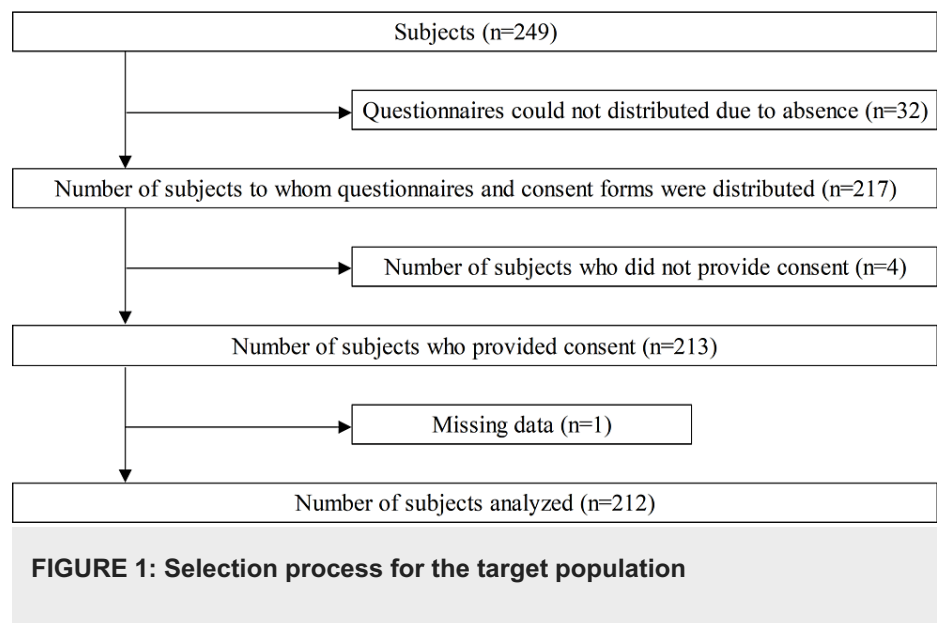 Subjects (n=249)
Questionnaires could not distributed due to absence (n=32)
Number of subjects to whom questionnaires and consent forms were distributed (n=217)
Number of subjects who did not provide consent (n=4)
Number of subjects who provided consent (n=213)
Missing data (n=1)
Number of subjects analyzed (n=212)
FIGURE 1: Selection process for the target population